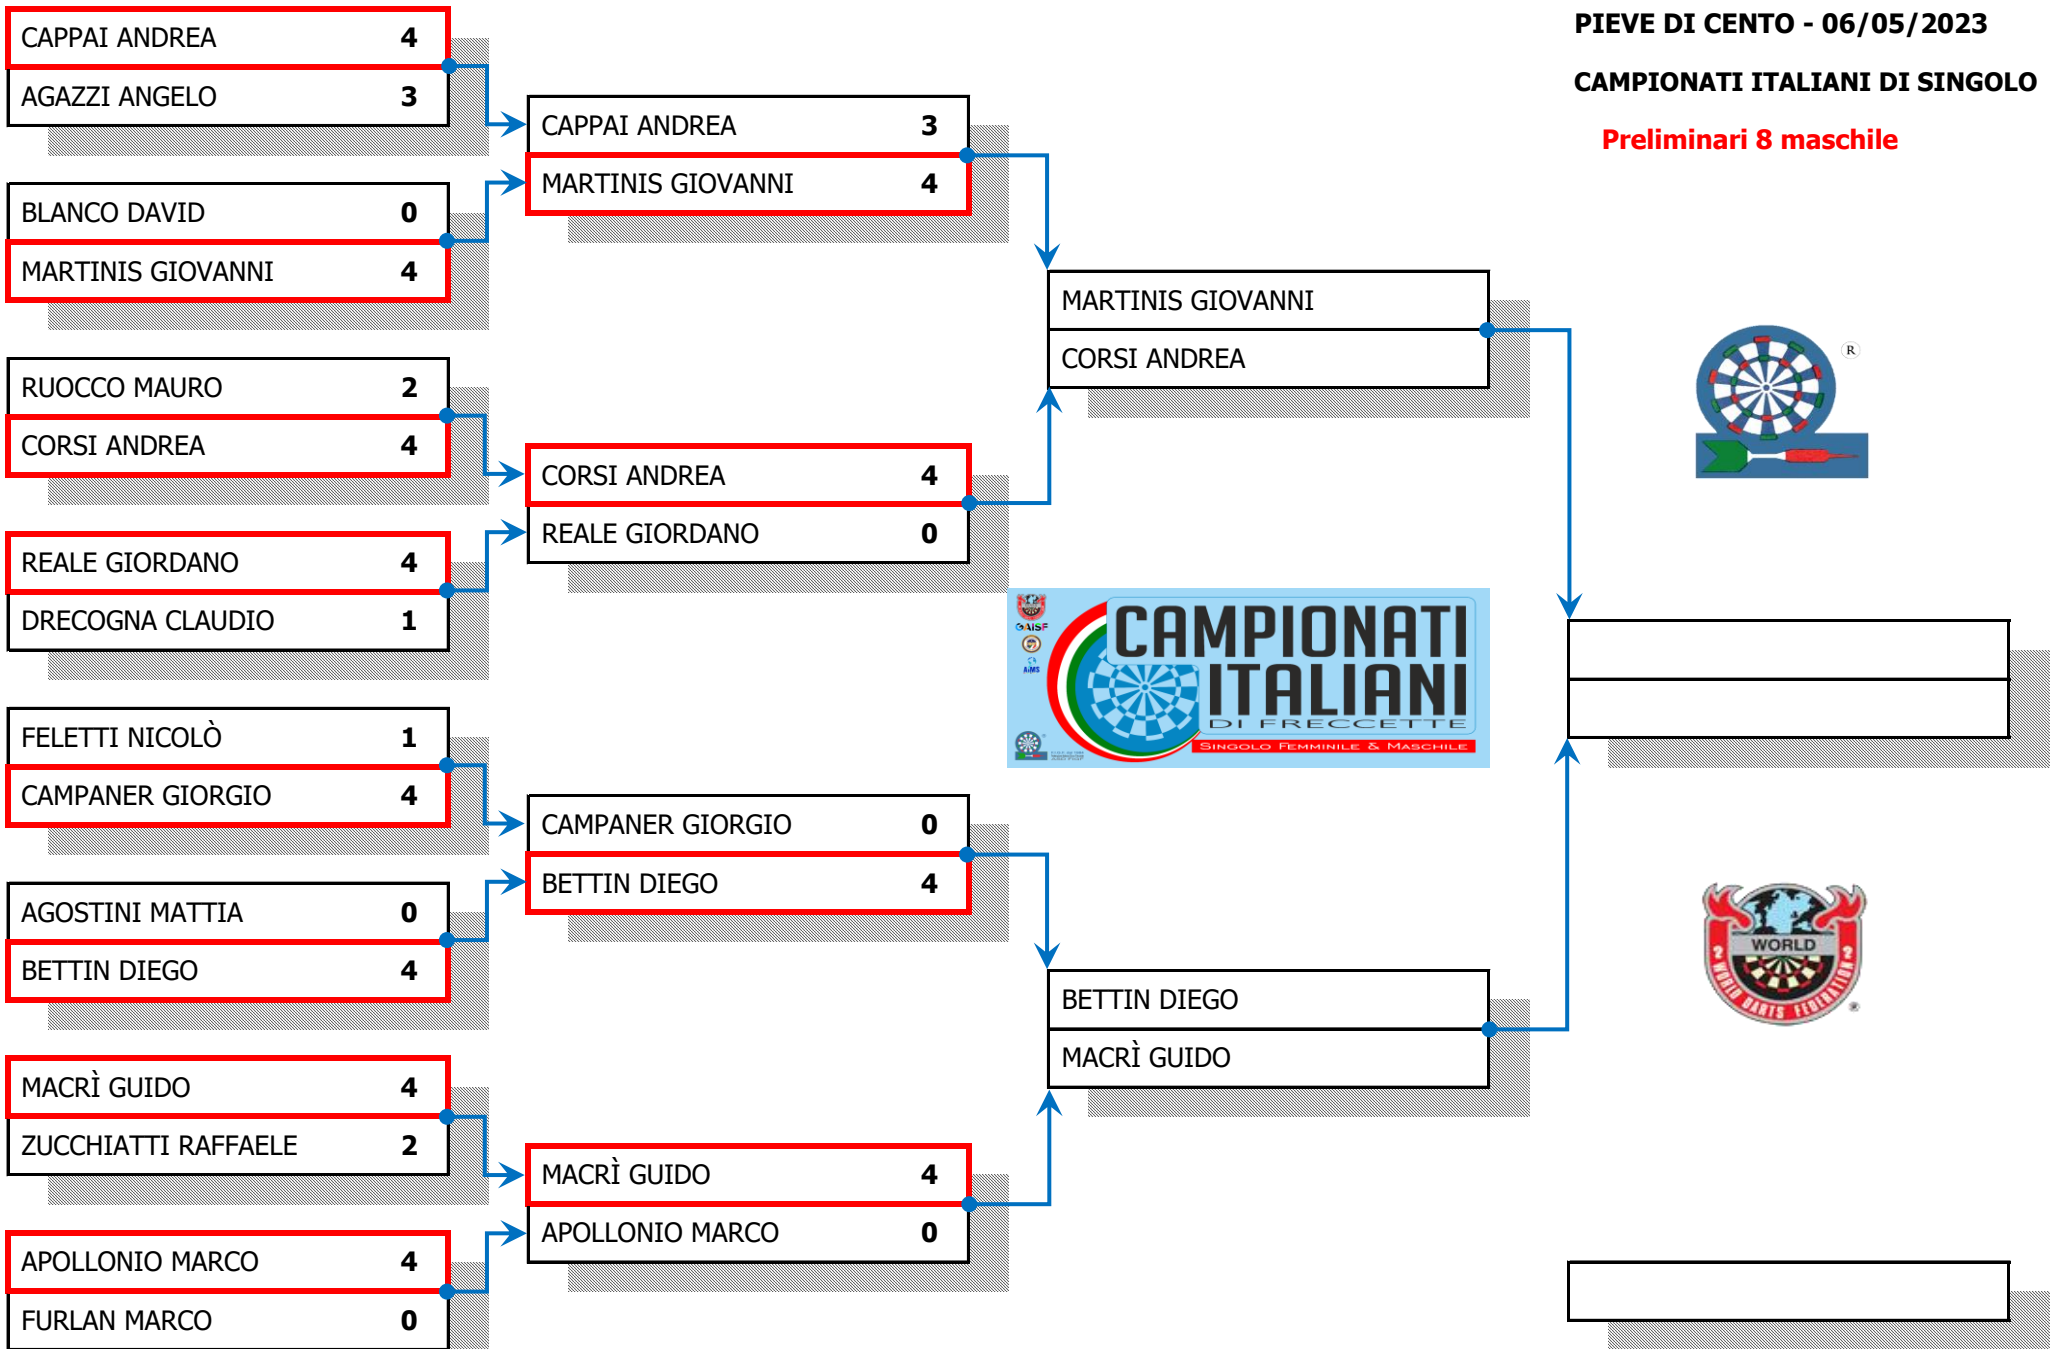 PIEVE DI CENTO - 06/05/2023
CAMPIONATI ITALIANI DI SINGOLO
Preliminari 8 maschile
CAPPAI ANDREA 4
AGAZZI ANGELO 3
BLANCO DAVID 0
MARTINIS GIOVANNI 4
RUOCCO MAURO 2
CORSI ANDREA 4
REALE GIORDANO 4
DRECOGNA CLAUDIO 1
FELETTI NICOLÒ 1
CAMPANER GIORGIO 4
AGOSTINI MATTIA 0
BETTIN DIEGO 4
MACRÌ GUIDO 4
ZUCCHIATTI RAFFAELE 2
APOLLONIO MARCO 4
FURLAN MARCO 0
CAPPAI ANDREA 3
MARTINIS GIOVANNI 4
CORSI ANDREA 4
REALE GIORDANO 0
CAMPANER GIORGIO 0
BETTIN DIEGO 4
MACRÌ GUIDO 4
APOLLONIO MARCO 0
MARTINIS GIOVANNI
CORSI ANDREA
BETTIN DIEGO
MACRÌ GUIDO
GAISF
AIMS
CAMPIONATI
ITALIANI
DI FRECCETTE
SINGOLO FEMMINILE & MASCHILE
®
WORLD
WORLD DARTS FEDERATION
®